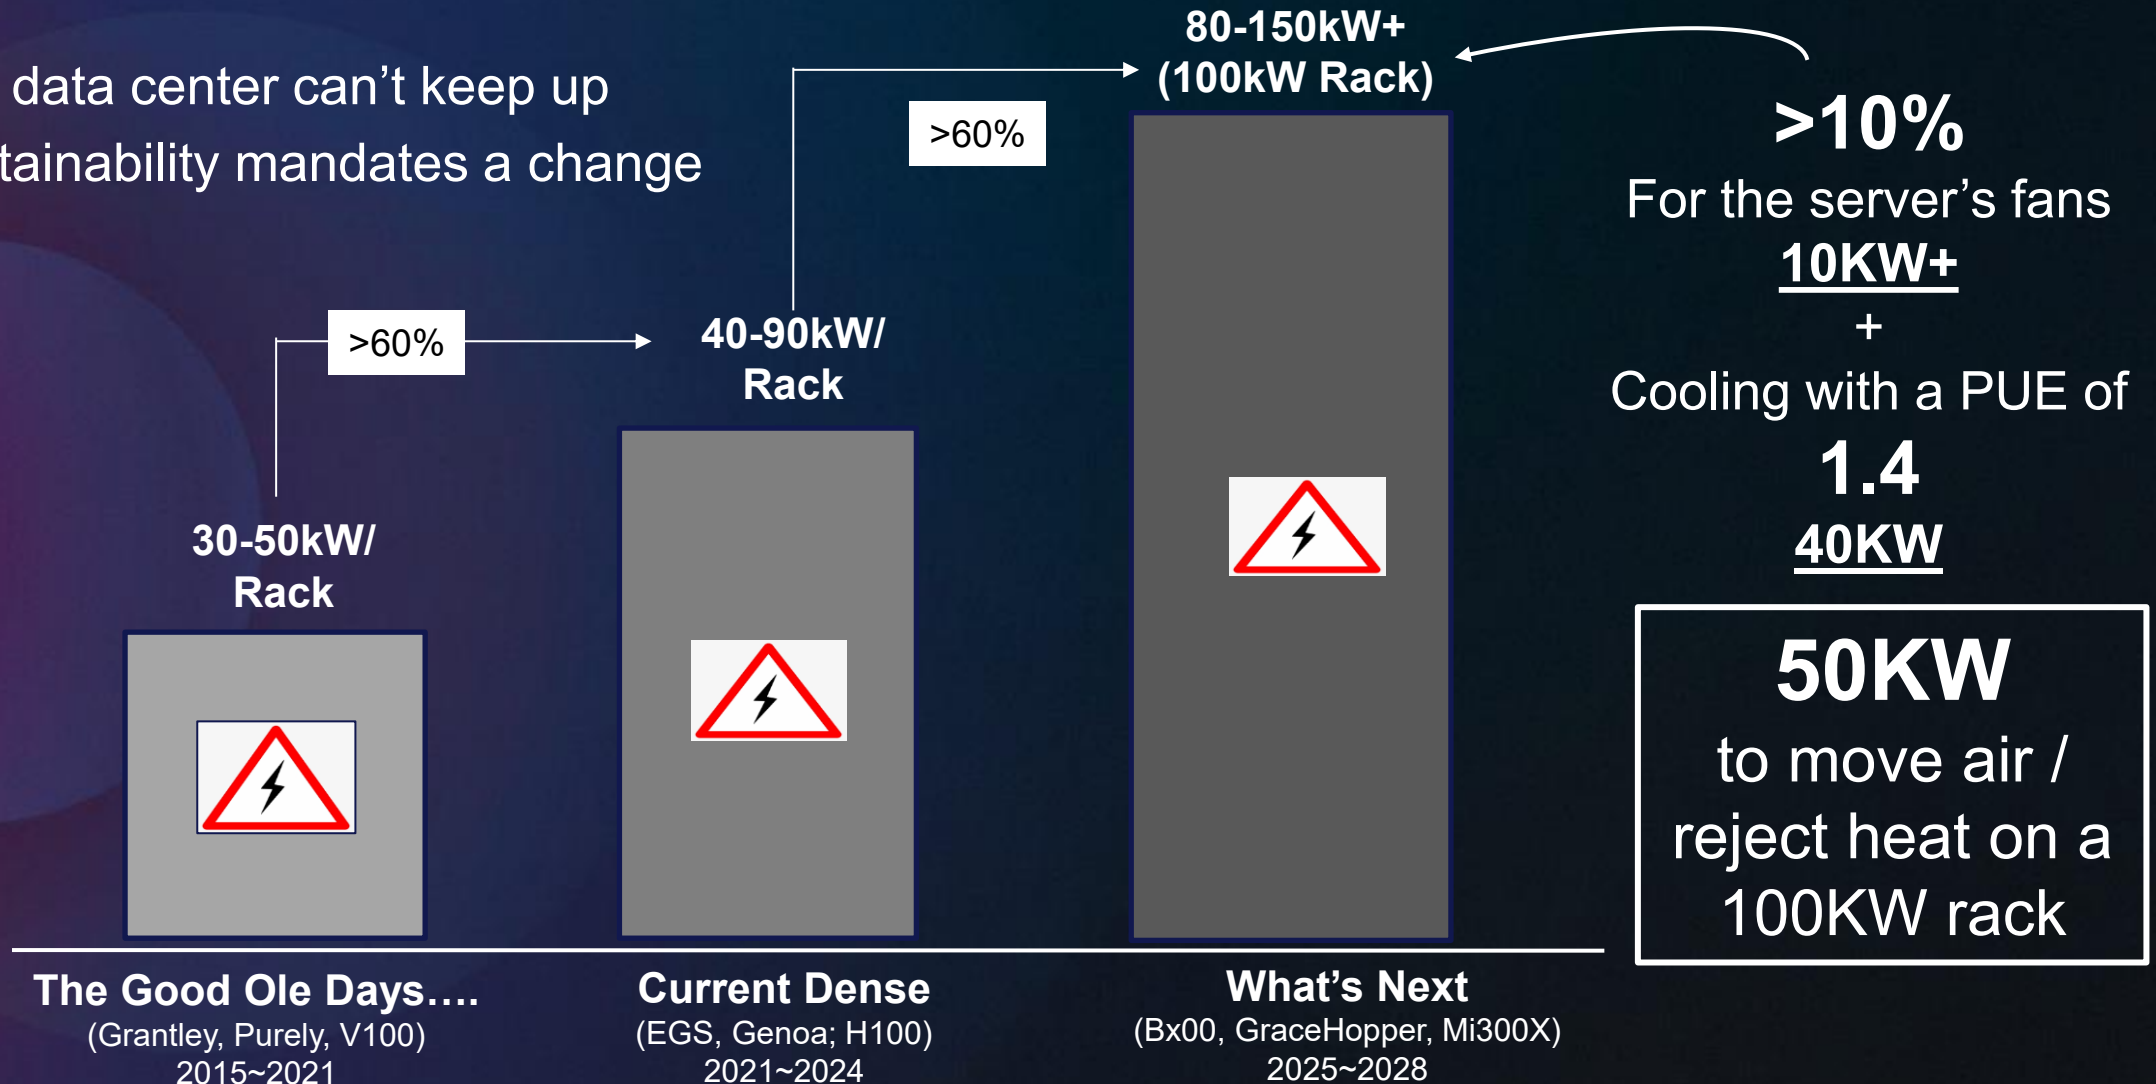 data center can't keep up
tainability mandates a change
80-150kW+
(100kW Rack)
>60%
>60%
40-90kW/
Rack
30-50kW/
Rack
>10%
For the server's fans
10KW+
+
Cooling with a PUE of
1.4
40KW
50KW
to move air /
reject heat on a
100KW rack
The Good Ole Days....
(Grantley, Purely, V100)
2015~2021
Current Dense
(EGS, Genoa; H100)
2021~2024
What's Next
(Bx00, GraceHopper, Mi300X)
2025~2028